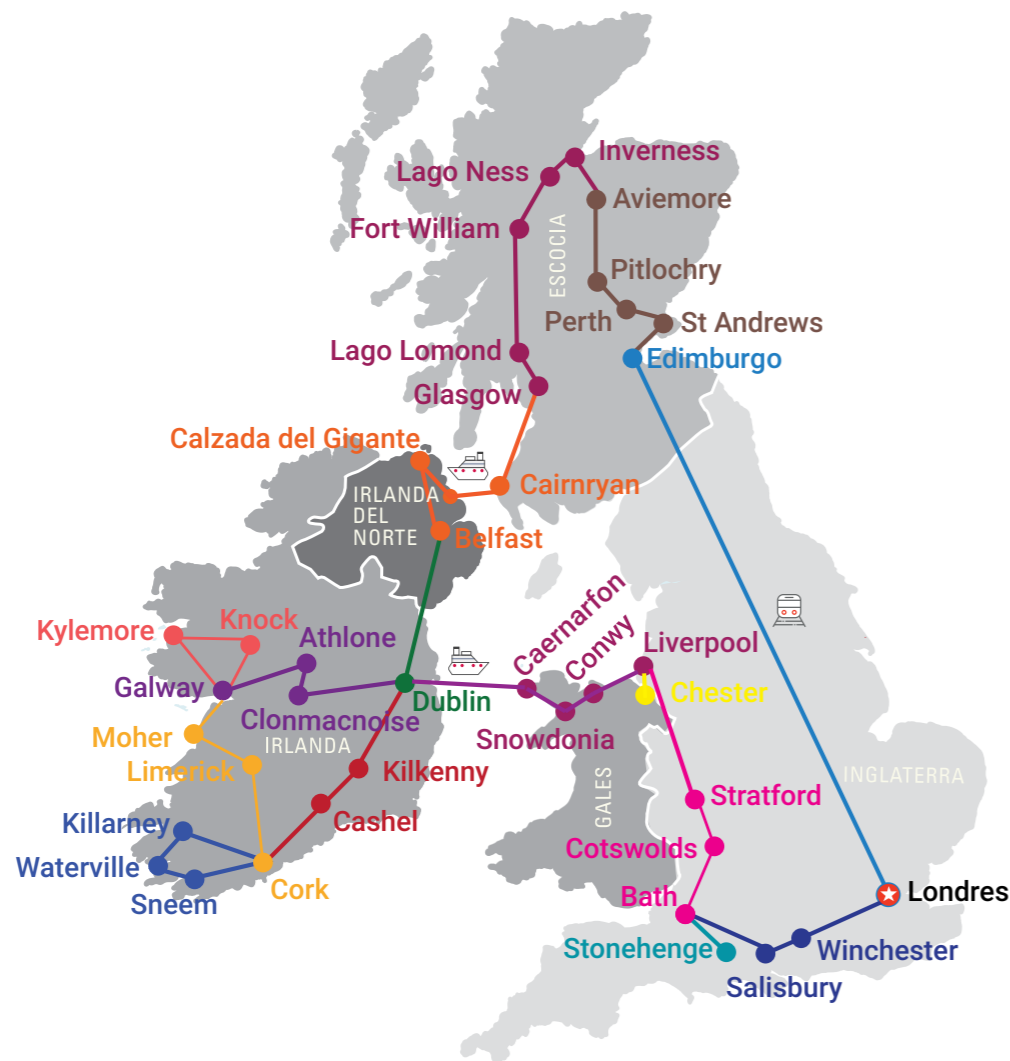 Inverness
Lago Ness
Aviemore
Fort William
ESCOCIA
Pitlochry
Perth
St Andrews
Lago Lomond
Edimburgo
Glasgow
Calzada del Gigante
Cairnryan
IRLANDA
DEL
NORTE
Belfast
Kylemore
Knock
Athlone
Caernarfon
Conwy
Liverpool
Galway
Clonmacnoise
Dublin
Chester
Snowdonia
Moher
IRLANDA
Limerick
Kilkenny
INGLATERRA
GALES
Stratford
Killarney
Cashel
Cotswolds
Waterville
Sneem
Cork
Bath
Londres
Stonehenge
Winchester
Salisbury